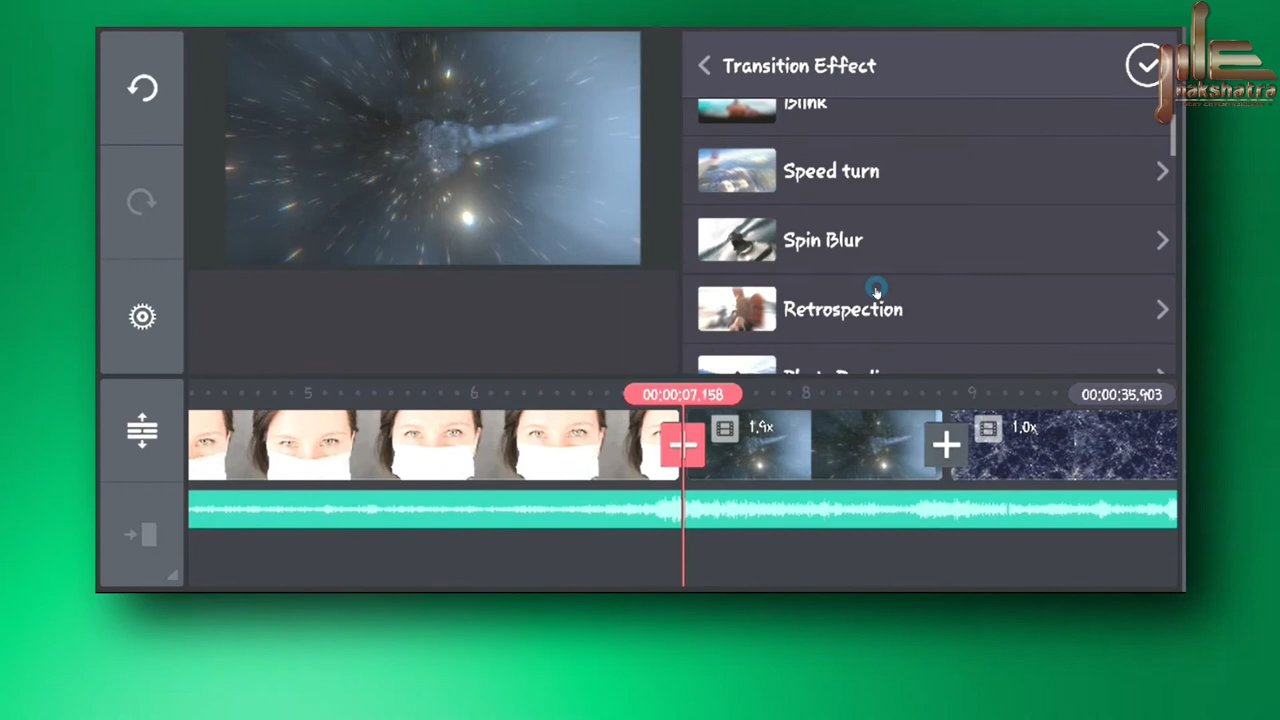 Transition Effect
nakshatra
Blink
Speed turn
Spin Blur
Retrospection
5
6
00:00:07.158
8
9
00:00:35.903
1.9x
1.0x